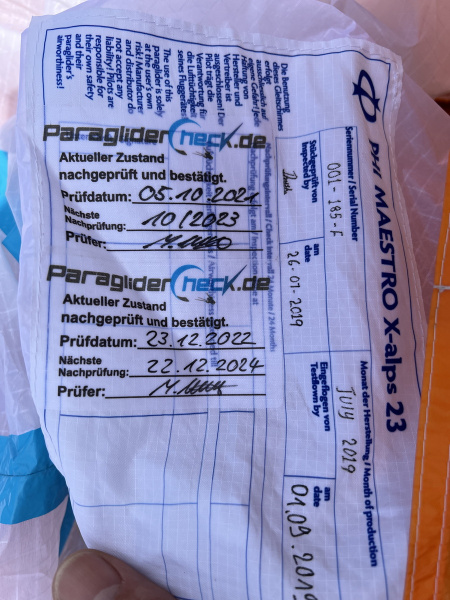 PHI MAESTRO X-alps 23
Seriennummer / Serial Number
001-185-F
Monat der Herstellung / Month of production
July 2019
Stückgeprüft von
Inspected by
am
date
26-07-2019
Eingeflogen von
Testflown by
am
date
01.09.2019
Die Benutzung
dieses Gleitschirmes
erfolgt
ausschließlich auf
eigene Gefahr! Jede
Haftung von
Hersteller und
Vertreiber ist
ausgeschlossen! Der
Pilot trägt die
Verantwortung für
die Lufttüchtigkeit
seines Fluggerätes.
The use of this
paraglider is solely
at the user's own
risk! Manufacturer
and distributor do
not accept any
liability! Pilots are
responsible for
their own safety
and their
paraglider's
airworthiness!
ParagliderCheck.de
Aktueller Zustand
nachgeprüft und bestätigt.
Prüfdatum: 05.10.2021
Nächste
Nachprüfung: 10/2023
Prüfer:
ParagliderCheck.de
Aktueller Zustand
nachgeprüft und bestätigt.
Prüfdatum: 23.12.2022
Nächste
Nachprüfung: 22.12.2024
Prüfer: